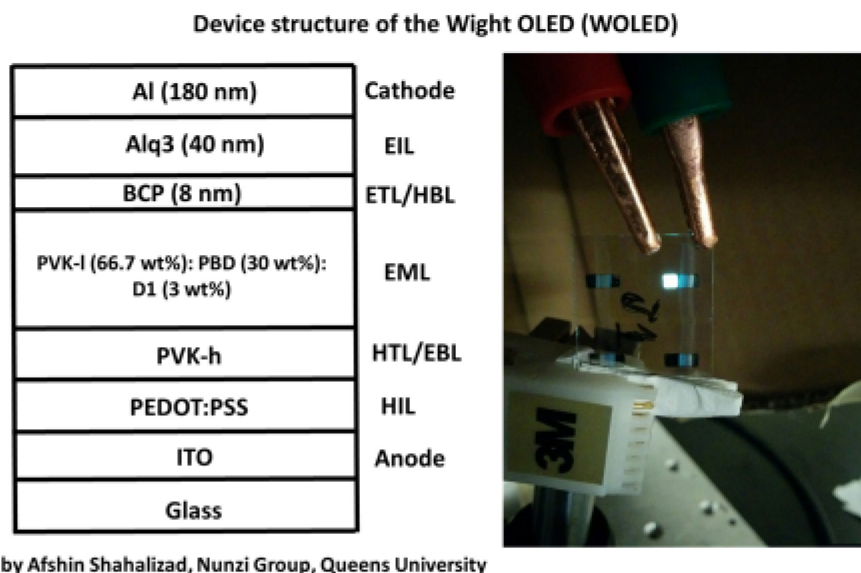 Device structure of the Wight OLED (WOLED)
Al (180 nm) Cathode
Alq3 (40 nm) EIL
BCP (8 nm) ETL/HBL
PVK-l (66.7 wt%): PBD (30 wt%):
D1 (3 wt%)
EML
PVK-h HTL/EBL
PEDOT:PSS HIL
ITO Anode
Glass
3M
by Afshin Shahalizad, Nunzi Group, Queens University